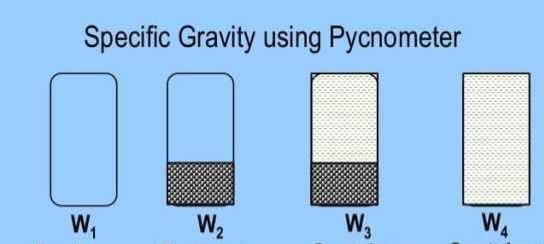 Specific Gravity using Pycnometer
W₁ W₂ W₃ W₄